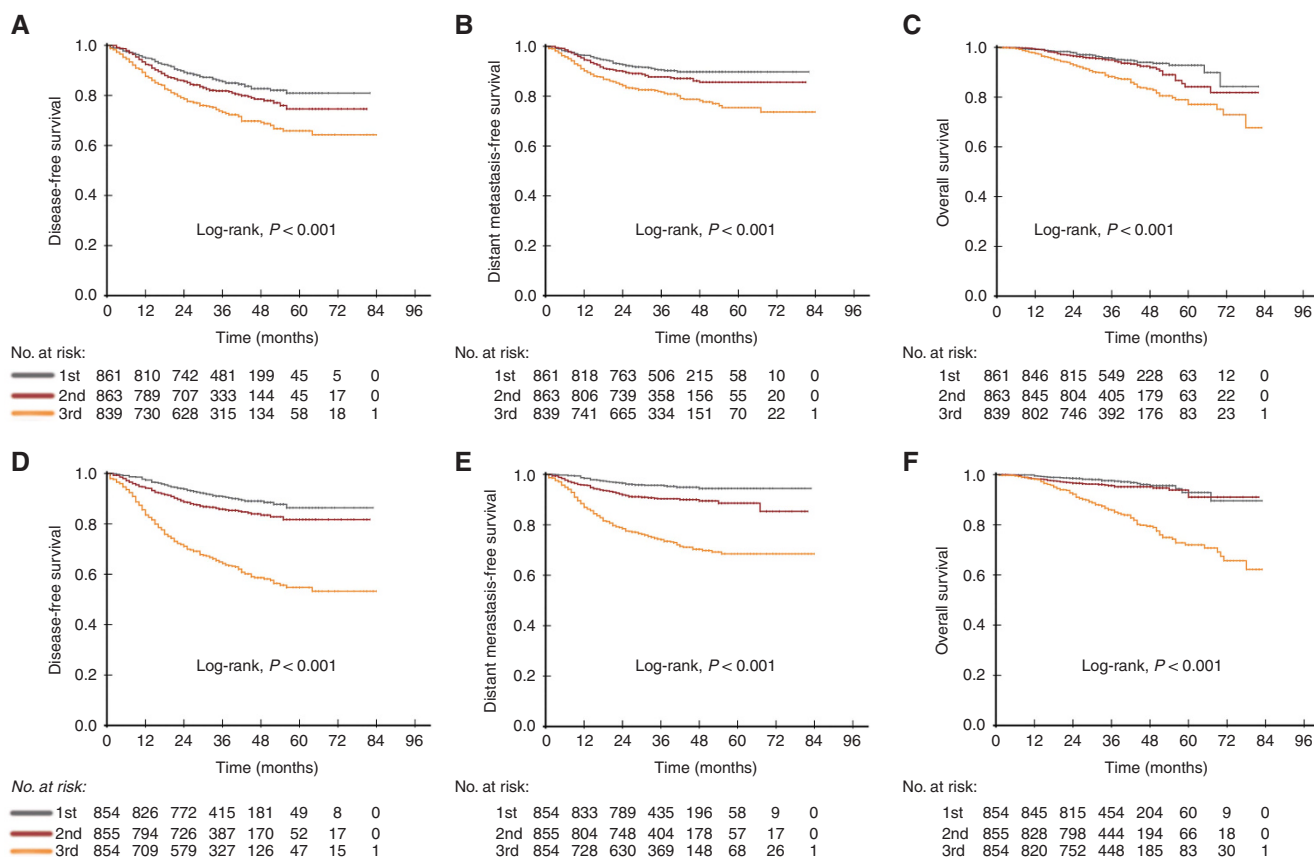 A
Disease-free survival
1.0
0.8
0.6
0.4
0.2
0.0
Log-rank, P < 0.001
0 12 24 36 48 60 72 84 96
Time (months)
No. at risk:
1st 861 810 742 481 199 45 5 0
2nd 863 789 707 333 144 45 17 0
3rd 839 730 628 315 134 58 18 1
B
Distant metastasis-free survival
1.0
0.8
0.6
0.4
0.2
0.0
Log-rank, P < 0.001
0 12 24 36 48 60 72 84 96
Time (months)
No. at risk:
1st 861 818 763 506 215 58 10 0
2nd 863 806 739 358 156 55 20 0
3rd 839 741 665 334 151 70 22 1
C
Overall survival
1.0
0.8
0.6
0.4
0.2
0.0
Log-rank, P < 0.001
0 12 24 36 48 60 72 84 96
Time (months)
No. at risk:
1st 861 846 815 549 228 63 12 0
2nd 863 845 804 405 179 63 22 0
3rd 839 802 746 392 176 83 23 1
D
Disease-free survival
1.0
0.8
0.6
0.4
0.2
0.0
Log-rank, P < 0.001
0 12 24 36 48 60 72 84 96
Time (months)
No. at risk:
1st 854 826 772 415 181 49 8 0
2nd 855 794 726 387 170 52 17 0
3rd 854 709 579 327 126 47 15 1
E
Distant merastasis-free survival
1.0
0.8
0.6
0.4
0.2
0.0
Log-rank, P < 0.001
0 12 24 36 48 60 72 84 96
Time (months)
No. at risk:
1st 854 833 789 435 196 58 9 0
2nd 855 804 748 404 178 57 17 0
3rd 854 728 630 369 148 68 26 1
F
Overall survival
1.0
0.8
0.6
0.4
0.2
0.0
Log-rank, P < 0.001
0 12 24 36 48 60 72 84 96
Time (months)
No. at risk:
1st 854 845 815 454 204 60 9 0
2nd 855 828 798 444 194 66 18 0
3rd 854 820 752 448 185 83 30 1